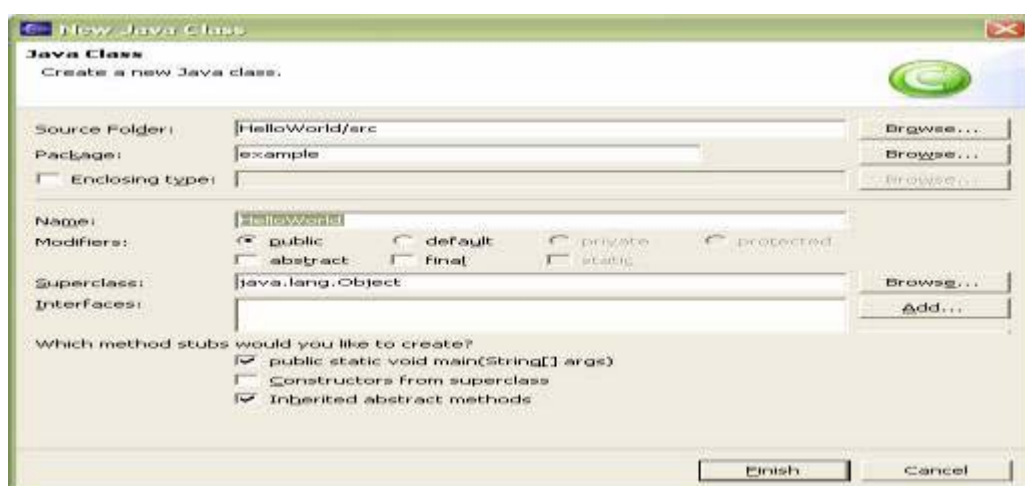 New Java Class
Java Class
Create a new Java class.
Source Folder: HelloWorld/src Browse...
Package: example Browse...
Enclosing type: Browse...
Name: HelloWorld
Modifiers: public default private protected
abstract final static
Superclass: java.lang.Object Browse...
Interfaces: Add...
Which method stubs would you like to create?
public static void main(String[] args)
Constructors from superclass
Inherited abstract methods
Finish Cancel